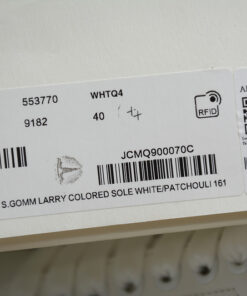 553770 WHTQ4
9182 40
RFID
JCMQ900070C
S.GOMM LARRY COLORED SOLE WHITE/PATCHOULI 161